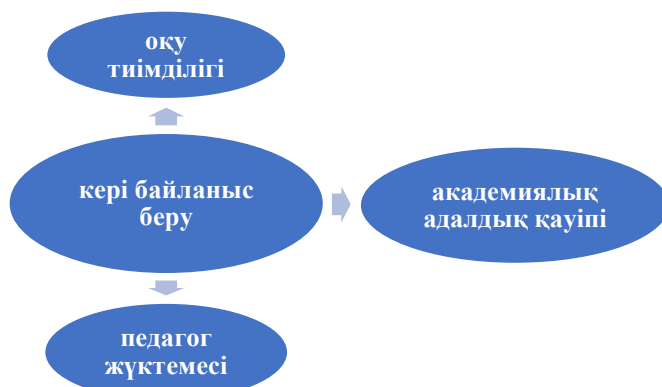 оқу
тиімділігі
кері байланыс
беру
академиялық
адалдық қауіпі
педагог
жүктемесі